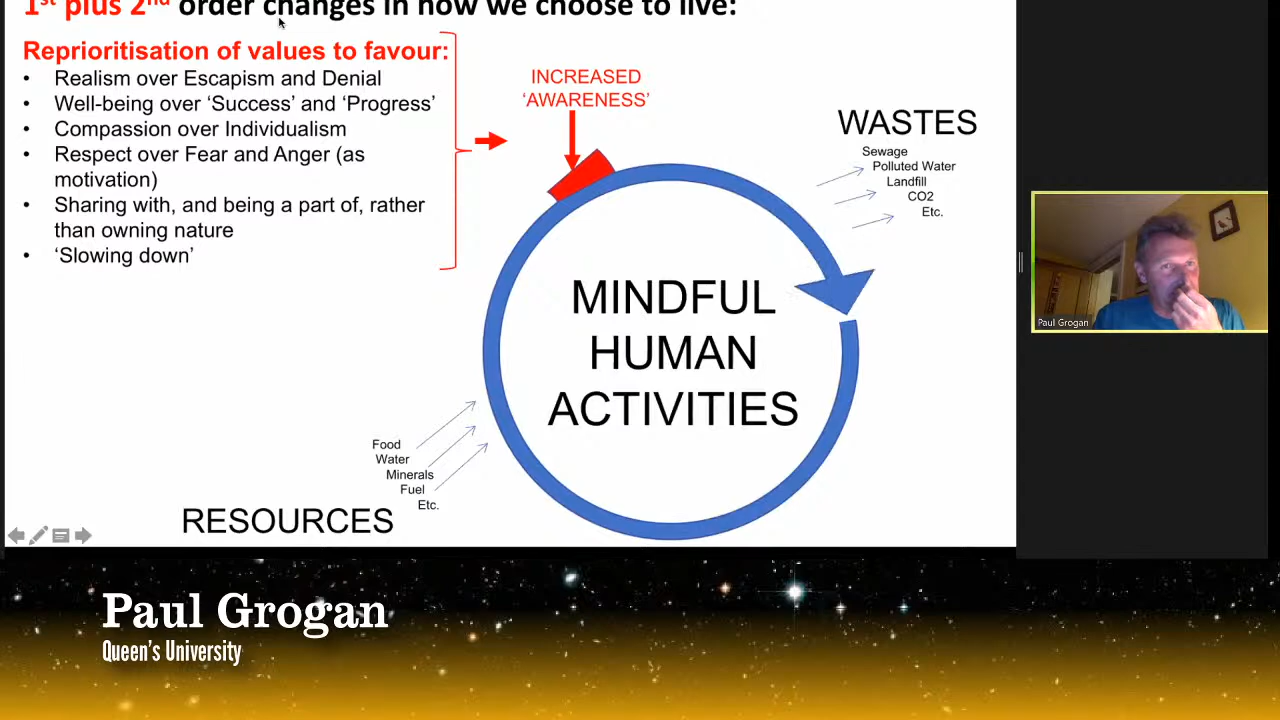 1st plus 2nd order changes in how we choose to live:
Reprioritisation of values to favour:
• Realism over Escapism and Denial
• Well-being over ‘Success’ and ‘Progress’
• Compassion over Individualism
• Respect over Fear and Anger (as
motivation)
• Sharing with, and being a part of, rather
than owning nature
• ‘Slowing down’
INCREASED
‘AWARENESS’
WASTES
Sewage
Polluted Water
Landfill
CO2
Etc.
MINDFUL
HUMAN
ACTIVITIES
Food
Water
Minerals
Fuel
Etc.
RESOURCES
Paul Grogan
Paul Grogan
Queen's University